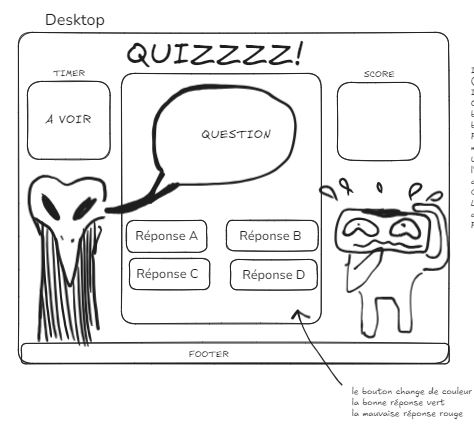 Desktop
QUIZZZZ!
TIMER
SCORE
A VOIR
QUESTION
Réponse A
Réponse B
Réponse C
Réponse D
FOOTER
le bouton change de couleur
la bonne réponse vert
la mauvaise réponse rouge